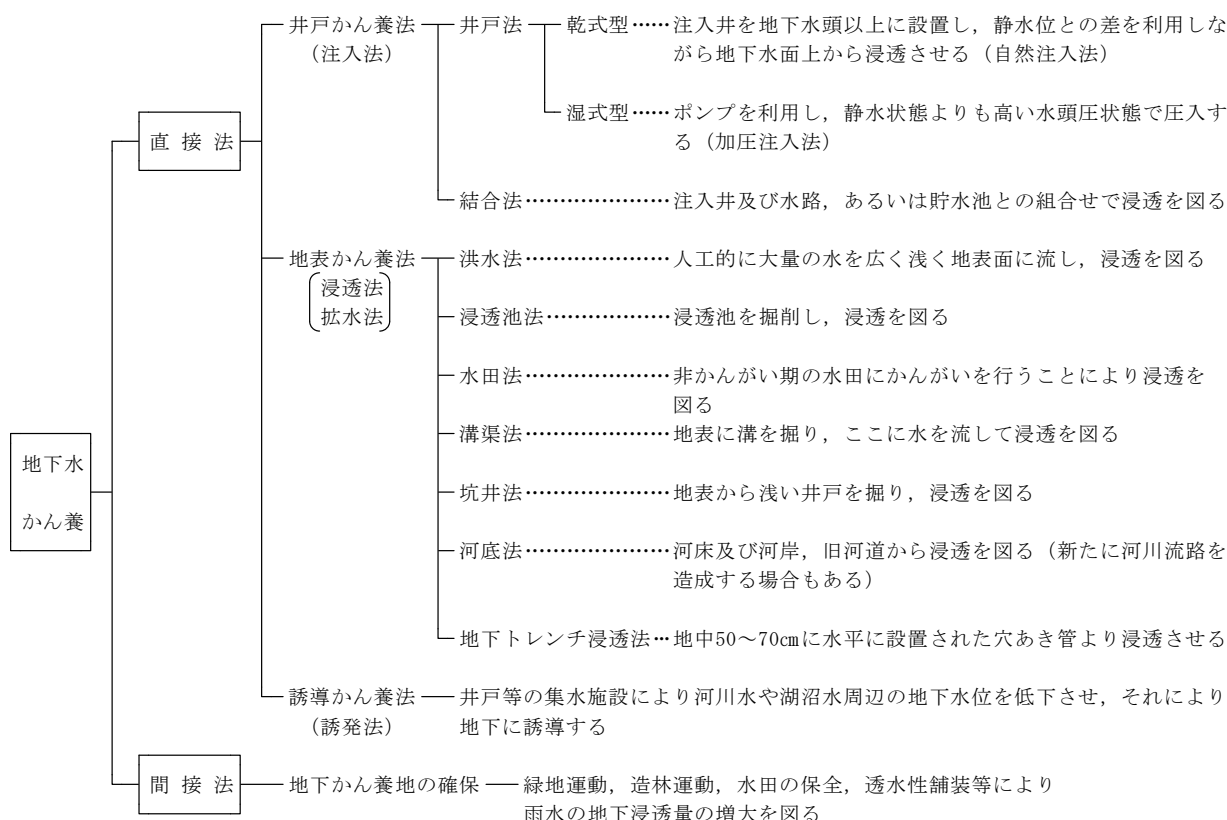 井戸かん養法 井戸法 乾式型……注入井を地下水頭以上に設置し，静水位との差を利用しな
(注入法) がら地下水面上から浸透させる（自然注入法）
湿式型……ポンプを利用し，静水状態よりも高い水頭圧状態で圧入す
直接法 る（加圧注入法）
結合法………………注入井及び水路，あるいは貯水池との組合せで浸透を図る
地表かん養法 洪水法………………人工的に大量の水を広く浅く地表面に流し，浸透を図る
浸透法
拡水法 浸透池法……………浸透池を掘削し，浸透を図る
水田法………………非かんがい期の水田にかんがいを行うことにより浸透を
図る
溝渠法………………地表に溝を掘り，ここに水を流して浸透を図る
地下水
かん養
坑井法………………地表から浅い井戸を掘り，浸透を図る
河底法………………河床及び河岸，旧河道から浸透を図る（新たに河川流路を
造成する場合もある）
地下トレンチ浸透法…地中50～70㎝に水平に設置された穴あき管より浸透させる
誘導かん養法 井戸等の集水施設により河川水や湖沼水周辺の地下水位を低下させ，それにより
(誘発法) 地下に誘導する
間接法 地下かん養地の確保 緑地運動，造林運動，水田の保全，透水性舗装等により
雨水の地下浸透量の増大を図る